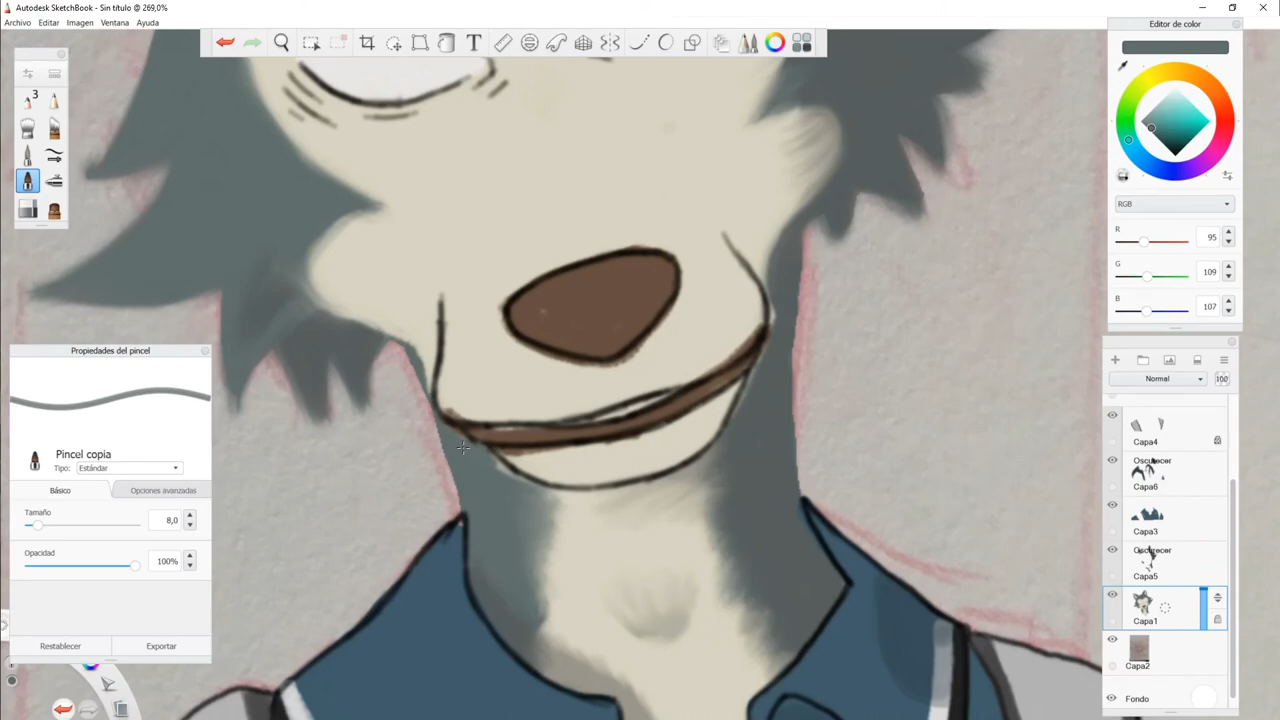 Autodesk SketchBook - Sin título @ 269,0%
Archivo Editar Imagen Ventana Ayuda
Editor de color
3
RGB
R 95
G 109
B 107
Propiedades del pincel
Pincel copia
Tipo: Estándar
Básico Opciones avanzadas
Tamaño
8,0
Opacidad
100%
Restablecer Exportar
Normal 100
Capa4
Oscurecer
Capa6
Capa3
Oscurecer
Capa5
Capa1
Capa2
Fondo